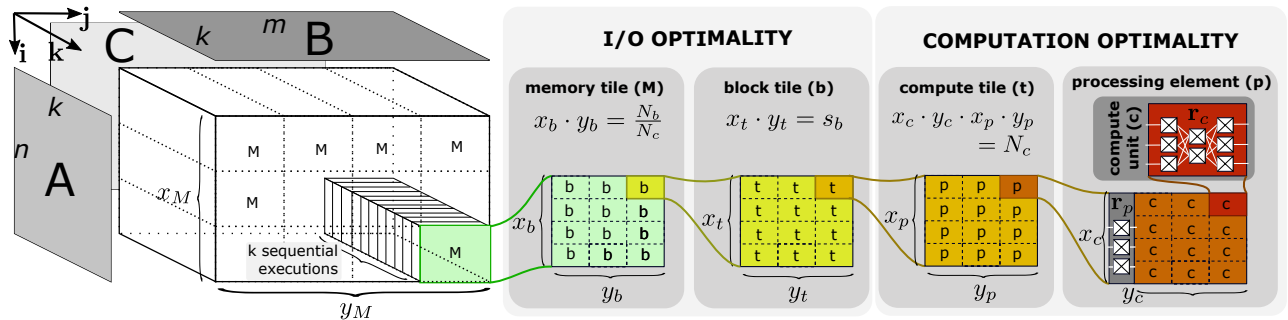 j
i
k
C
A
B
k
m
k
n
x_M
y_M
M M M M
M
M
k sequential
executions
I/O OPTIMALITY
memory tile (M)
x_b · y_b = N_b / N_c
x_b
b b b
b b b
b b b
b b b
y_b
block tile (b)
x_t · y_t = s_b
x_t
t t t
t t t
t t t
t t t
y_t
COMPUTATION OPTIMALITY
compute tile (t)
x_c · y_c · x_p · y_p
= N_c
x_p
p p p
p p p
p p p
p p p
y_p
processing element (p)
compute
unit (c)
r_c
r_p
x_c
c c c
c c c
c c c
c c c
y_c